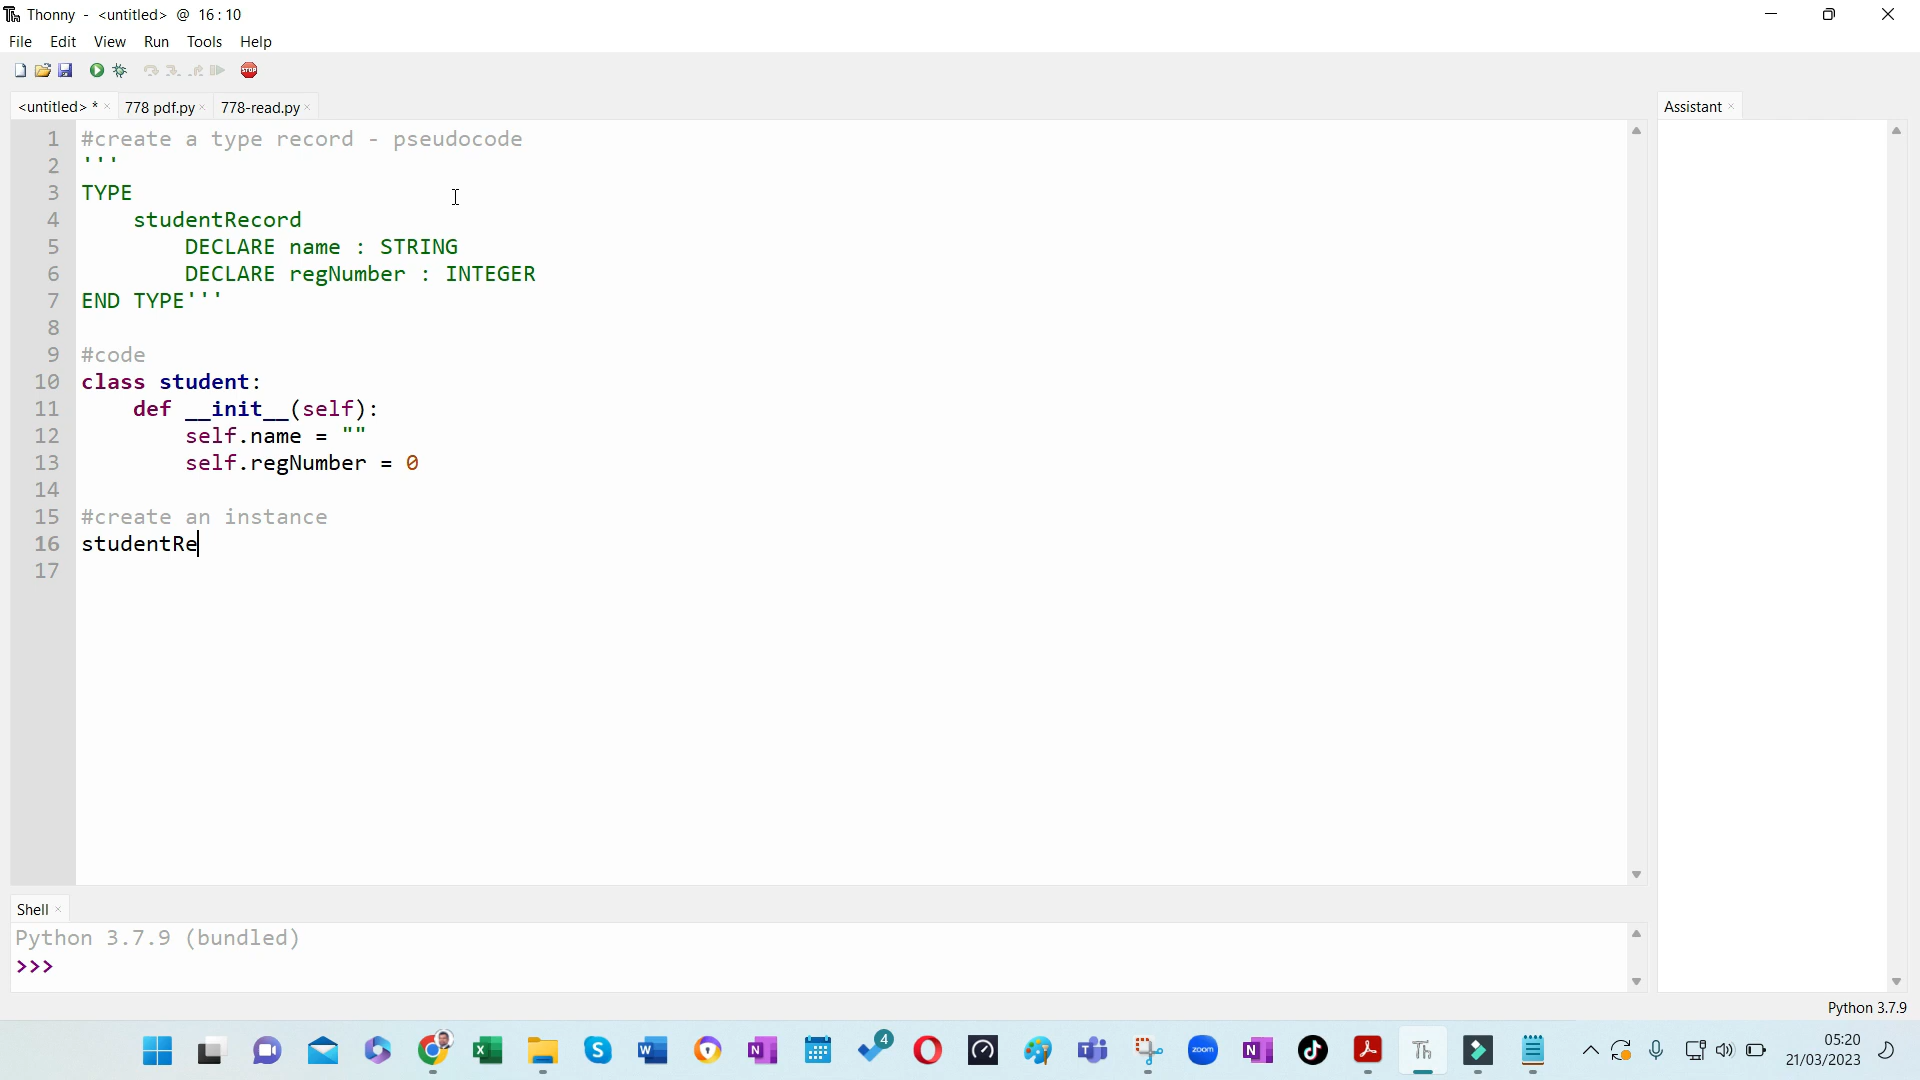 Thonny - <untitled> @ 16:10
File Edit View Run Tools Help
STOP
<untitled> * × 778 pdf.py × 778-read.py × Assistant ×
1 #create a type record - pseudocode
2 '''
3 TYPE
4 studentRecord
5 DECLARE name : STRING
6 DECLARE regNumber : INTEGER
7 END TYPE'''
8
9 #code
10 class student:
11 def __init__(self):
12 self.name = ""
13 self.regNumber = 0
14
15 #create an instance
16 studentRe
17
Shell ×
Python 3.7.9 (bundled)
>>>
Python 3.7.9
4
zoom
05:20
21/03/2023